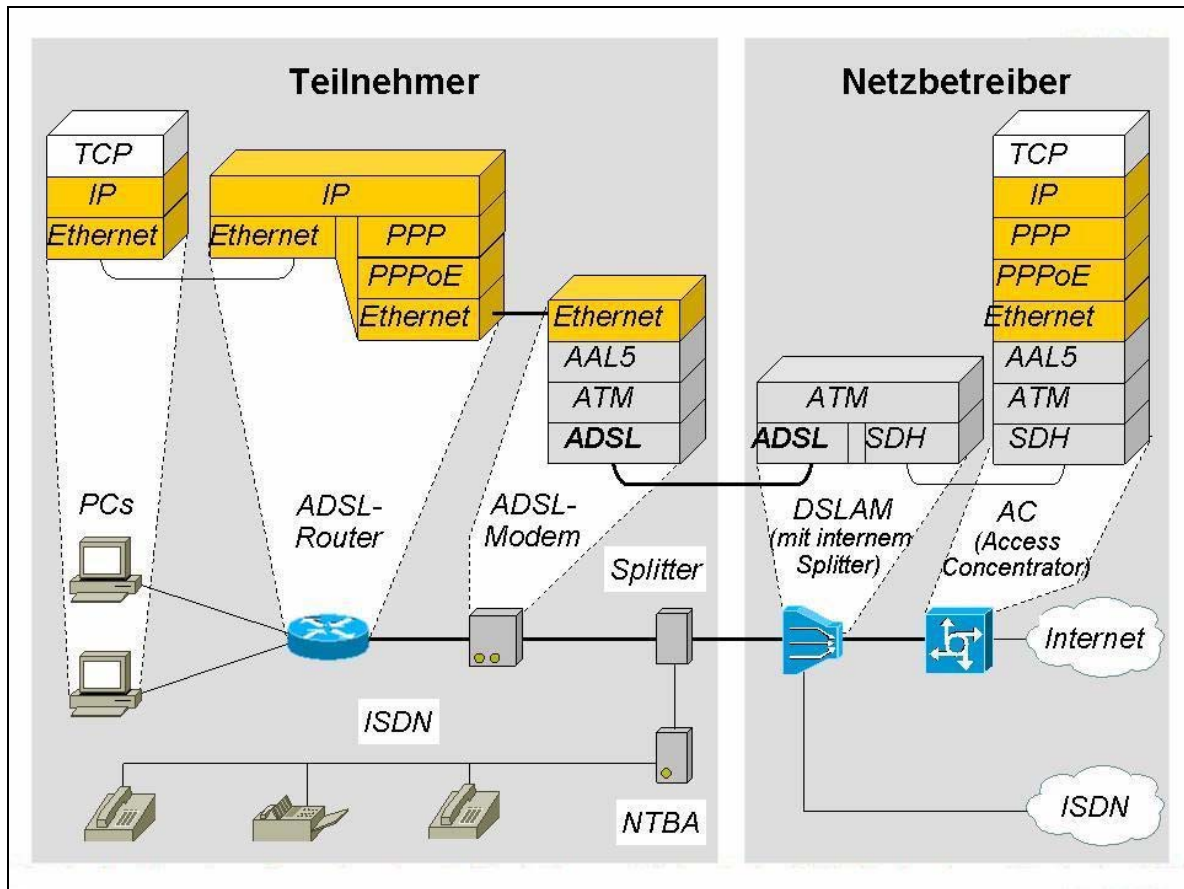 Teilnehmer
Netzbetreiber
TCP
IP
Ethernet
IP
Ethernet
PPP
PPPoE
Ethernet
Ethernet
AAL5
ATM
ADSL
ATM
ADSL
SDH
TCP
IP
PPP
PPPoE
Ethernet
AAL5
ATM
SDH
PCs
ADSL-
Router
ADSL-
Modem
Splitter
DSLAM
(mit internem
Splitter)
AC
(Access
Concentrator)
Internet
ISDN
NTBA
ISDN